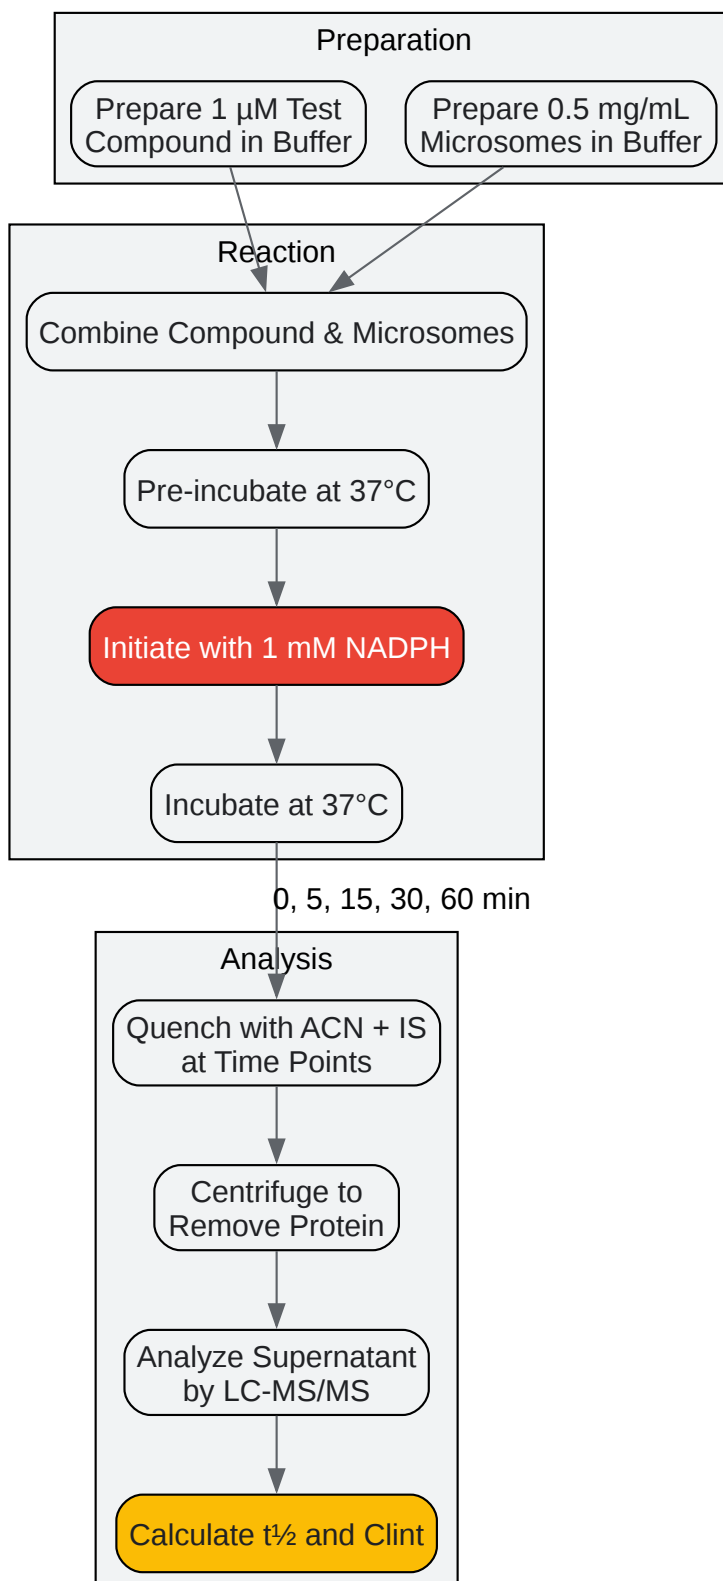 Preparation
Prepare 1 µM Test
Compound in Buffer
Prepare 0.5 mg/mL
Microsomes in Buffer
Reaction
Combine Compound & Microsomes
Pre-incubate at 37°C
Initiate with 1 mM NADPH
Incubate at 37°C
0, 5, 15, 30, 60 min
Analysis
Quench with ACN + IS
at Time Points
Centrifuge to
Remove Protein
Analyze Supernatant
by LC-MS/MS
Calculate t½ and Clint